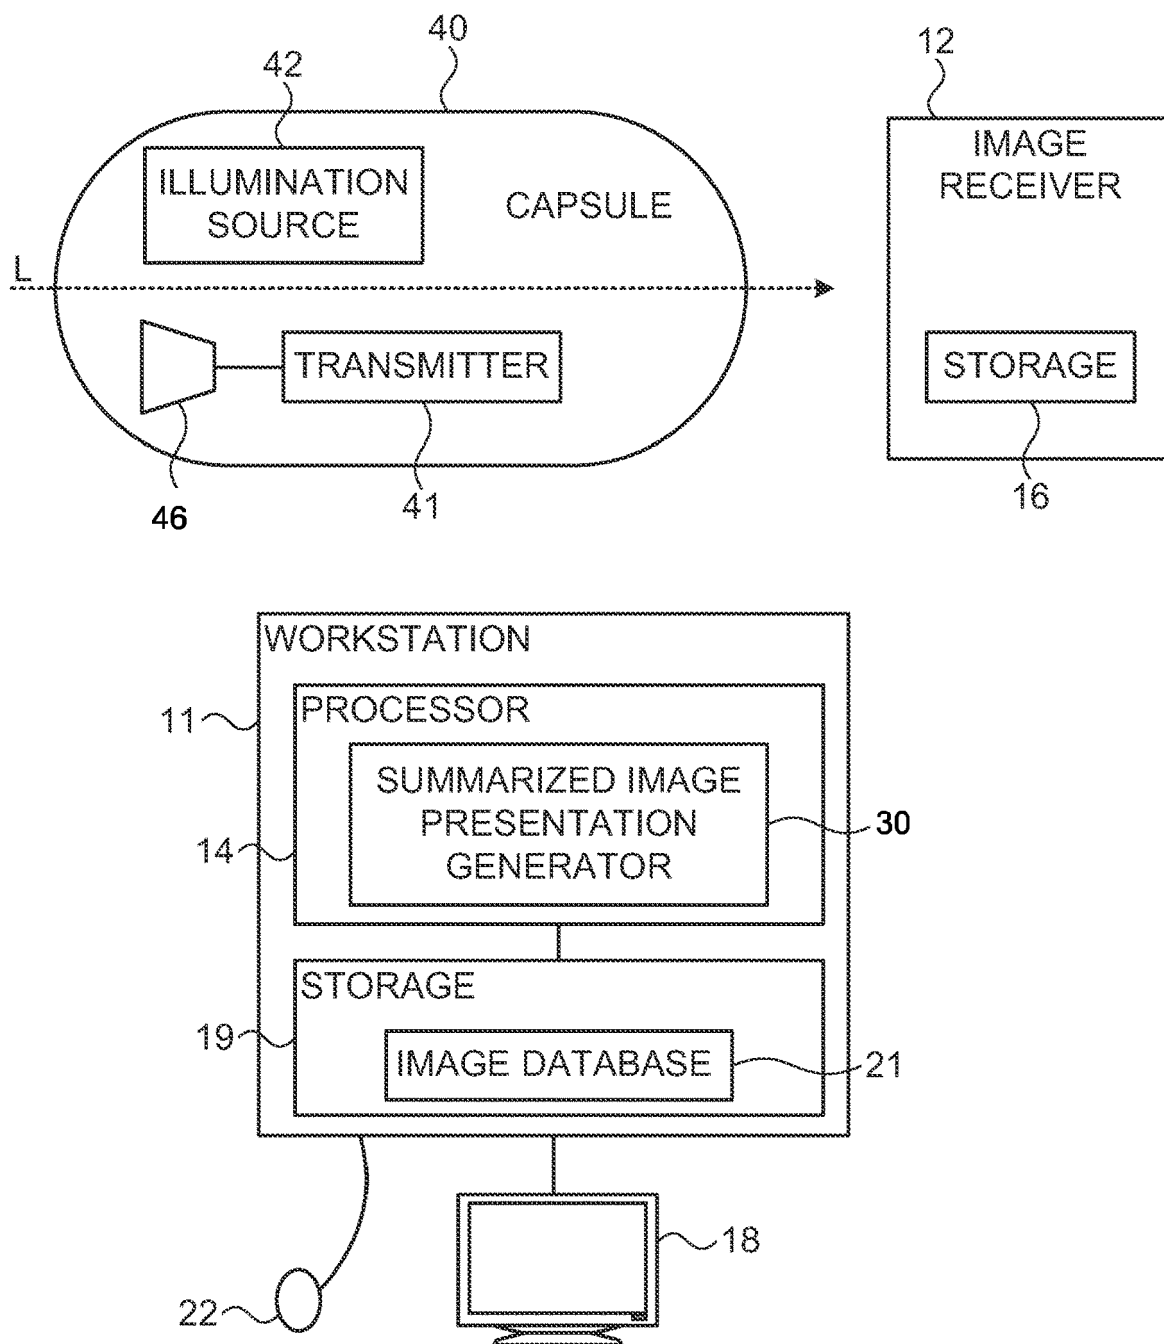 40
12
42
IMAGE
RECEIVER
ILLUMINATION
SOURCE
CAPSULE
L
TRANSMITTER
STORAGE
46
41
16
WORKSTATION
PROCESSOR
11
SUMMARIZED IMAGE
PRESENTATION
GENERATOR
30
14
STORAGE
19
IMAGE DATABASE
21
18
22